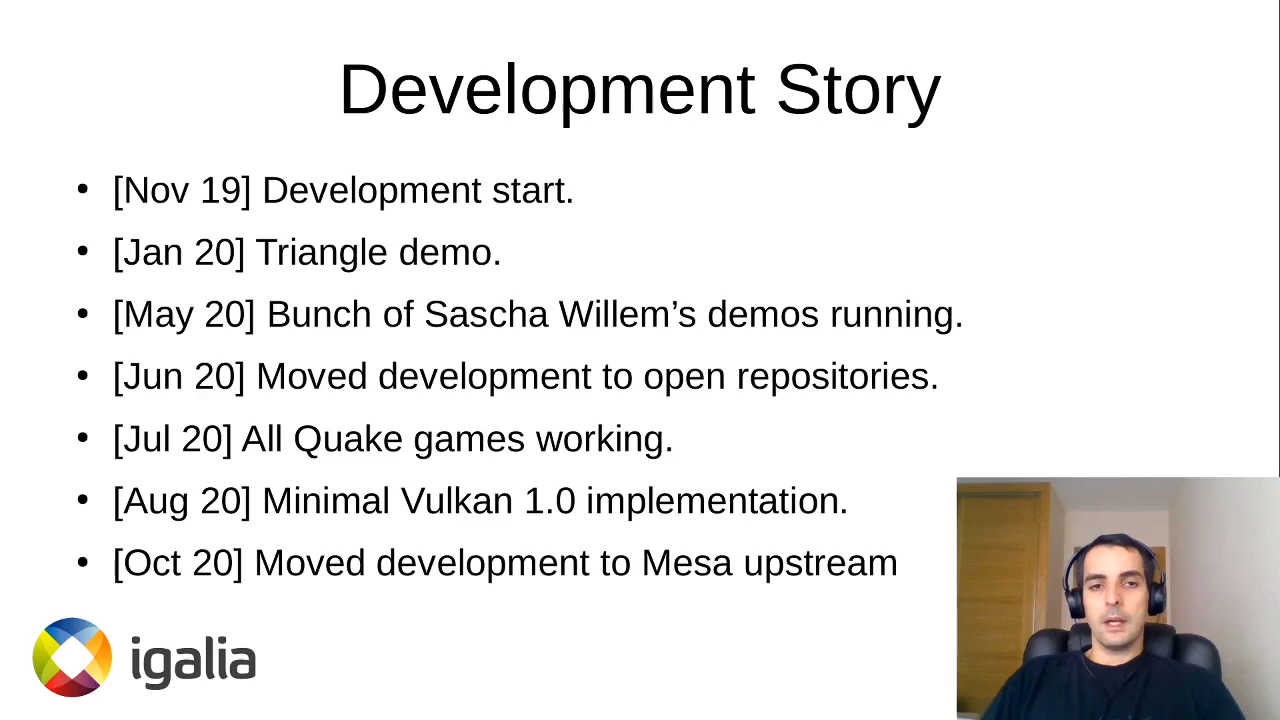 Development Story
• [Nov 19] Development start.
• [Jan 20] Triangle demo.
• [May 20] Bunch of Sascha Willem’s demos running.
• [Jun 20] Moved development to open repositories.
• [Jul 20] All Quake games working.
• [Aug 20] Minimal Vulkan 1.0 implementation.
• [Oct 20] Moved development to Mesa upstream
igalia